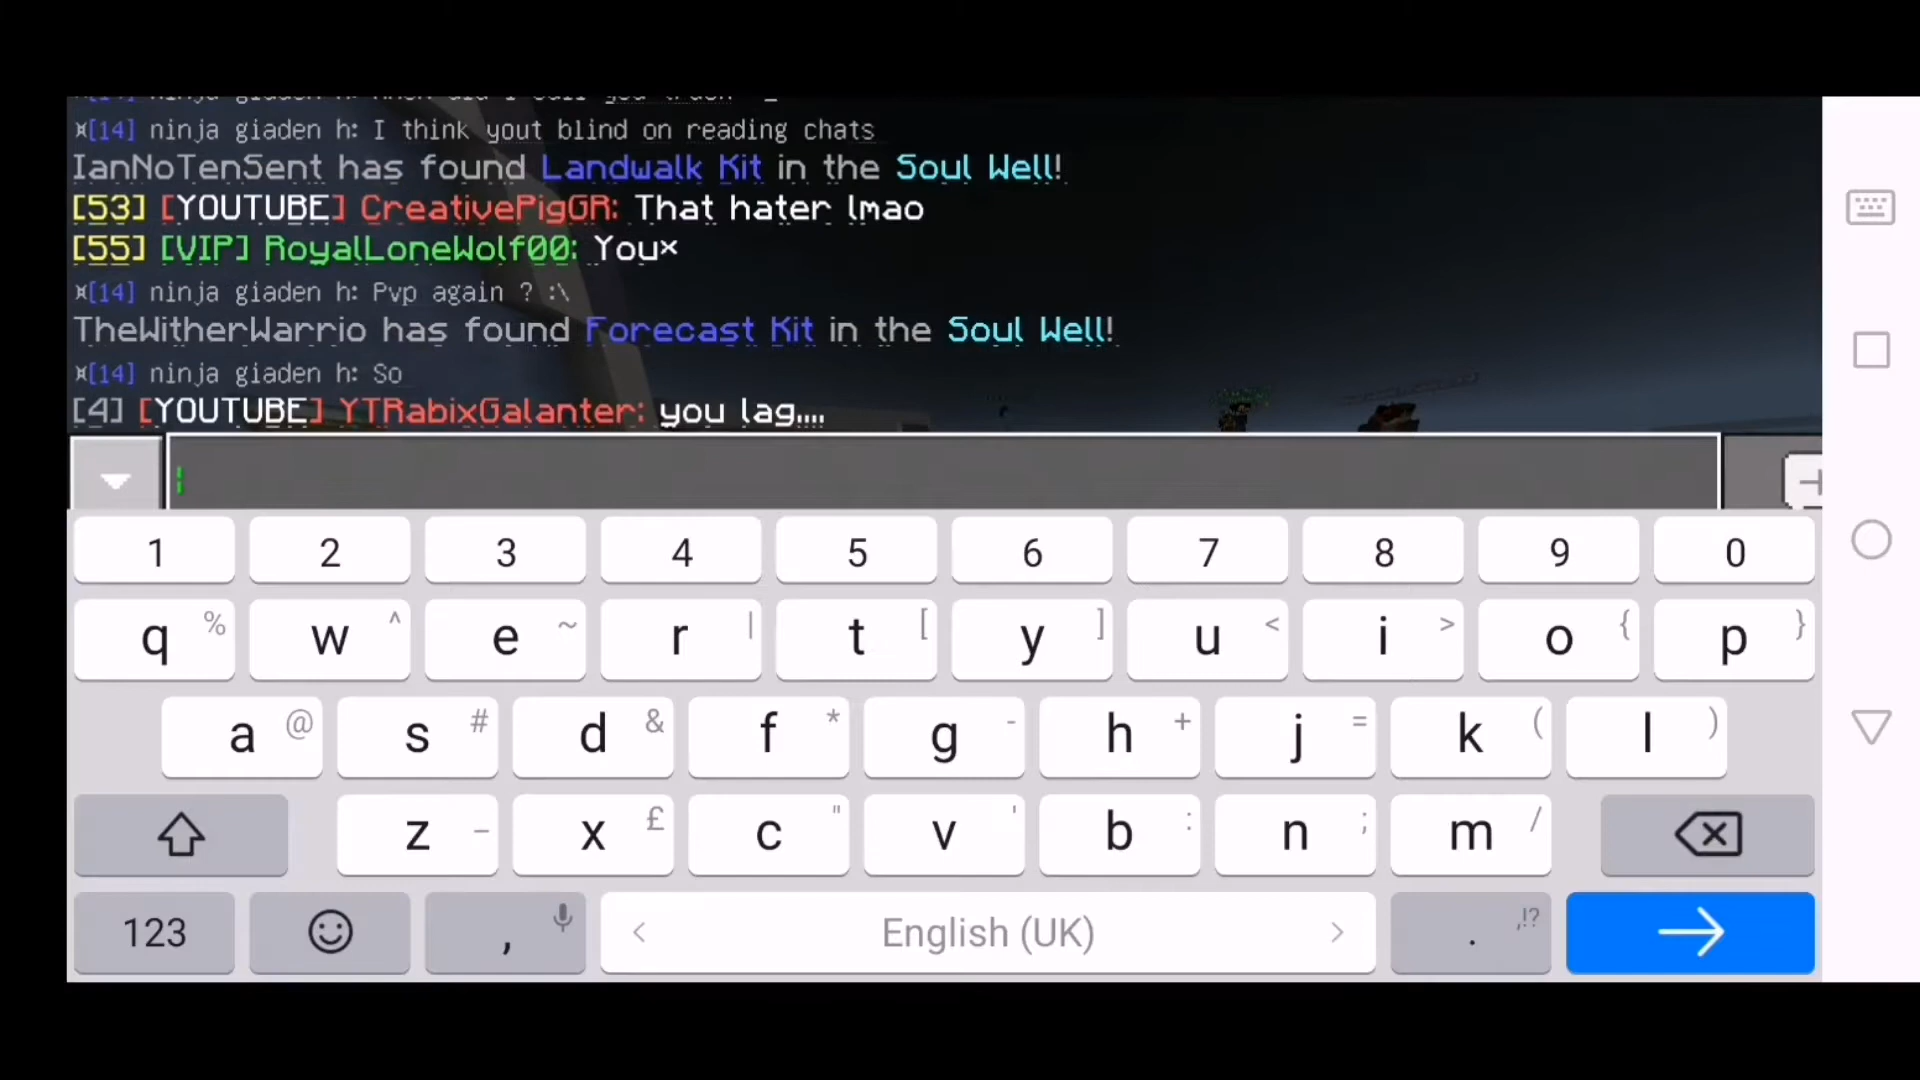 ¤[14] ninja giaden h: I think yout blind on reading chats
IanNoTenSent has found Landwalk Kit in the Soul Well!
[53] [YOUTUBE] CreativePigGR: That hater lmao
[55] [VIP] RoyalLoneWolf00: You×
¤[14] ninja giaden h: Pvp again ? :\
TheWitherWarrio has found Forecast Kit in the Soul Well!
¤[14] ninja giaden h: So
[4] [YOUTUBE] YTRabixGalanter: you lag....
1 2 3 4 5 6 7 8 9 0
q % w ^ e ~ r | t [ y ] u < i > o { p }
a @ s # d & f * g - h + j = k ( l )
z _ x £ c " v ' b : n ; m /
123 , < English (UK) > . ,!?